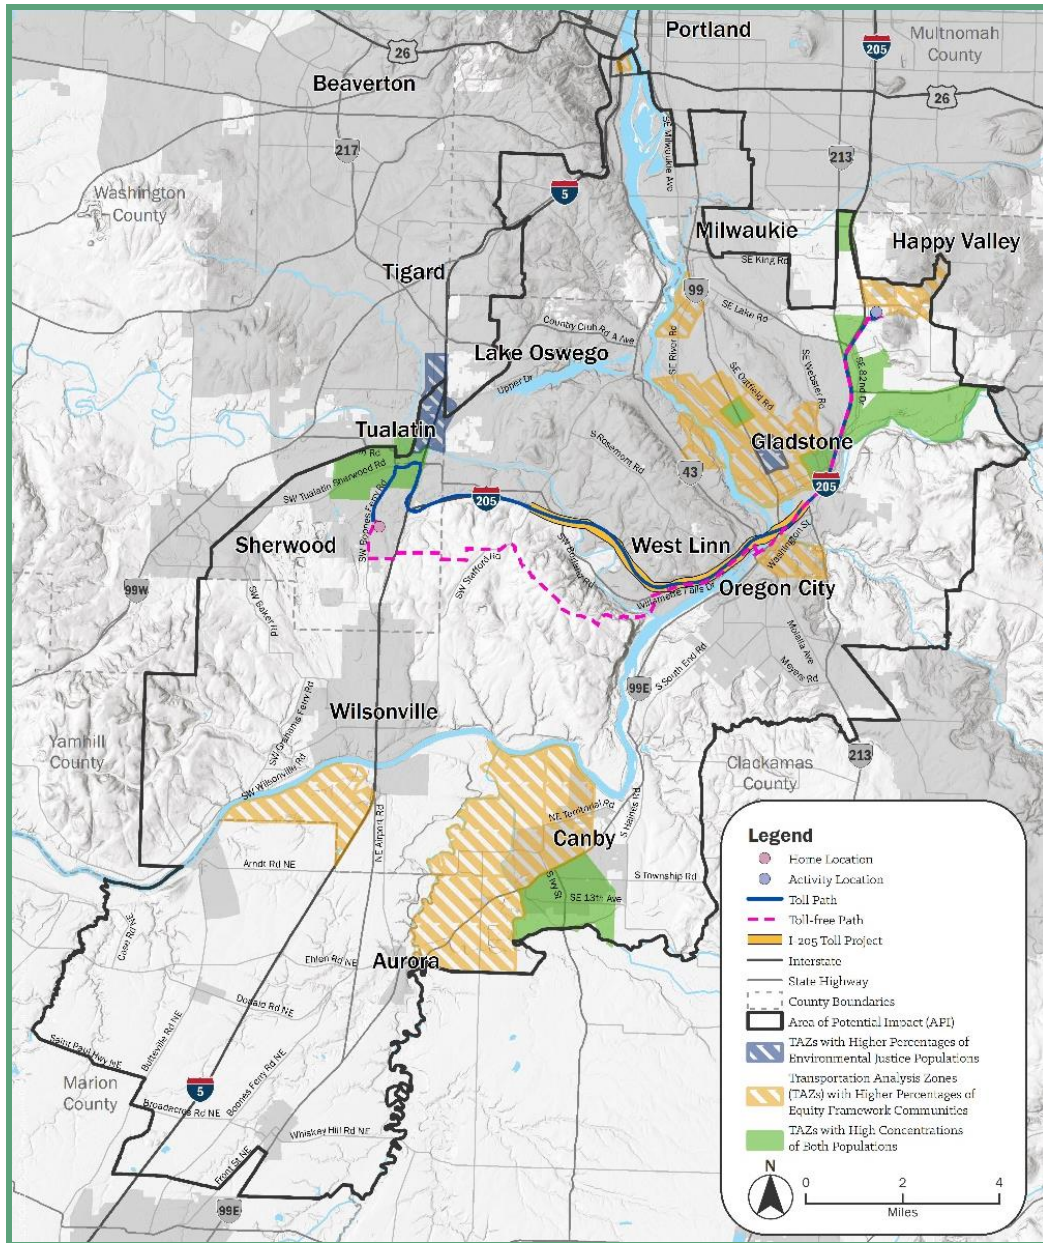 Portland
Multnomah
County
205
26
Beaverton
26
217
213
SE Milwaukie Ave
Washington
County
5
Milwaukie
Happy Valley
SE King Rd
Tigard
99
SE Lake Rd
Country Club Rd
A Ave
Lake Oswego
SE River Rd
SE Webster Rd
SE 82nd Dr
Upper Dr
SE Oatfield Rd
Tualatin
Gladstone
S Rosemont Rd
43
SW Tualatin Sherwood Rd
205
205
SW Boones Ferry Rd
Sherwood
West Linn
Washington St
SW Borland Rd
SW Stafford Rd
99W
Willamette Falls Dr
Oregon City
SW Baker Rd
Molalla Ave
Meyers Rd
S South End Rd
99E
SW Grahams Ferry Rd
Wilsonville
Yamhill
County
213
Clackamas
County
SW Wilsonville Rd
NE Territorial Rd
S Haines Rd
NE Airport Rd
Canby
Arndt Rd NE
S Ivy St
S Township Rd
SE 13th Ave
Case Rd NE
Ehlen Rd NE
Aurora
Donald Rd NE
Butteville Rd NE
Saint Paul Hwy NE
Marion
County
5
Boones Ferry Rd NE
Broadacres Rd NE
Whiskey Hill Rd NE
Front St NE
99E
Legend
Home Location
Activity Location
Toll Path
Toll-free Path
I-205 Toll Project
Interstate
State Highway
County Boundaries
Area of Potential Impact (API)
TAZs with Higher Percentages of
Environmental Justice Populations
Transportation Analysis Zones
(TAZs) with Higher Percentages of
Equity Framework Communities
TAZs with High Concentrations
of Both Populations
N
0 2 4
Miles